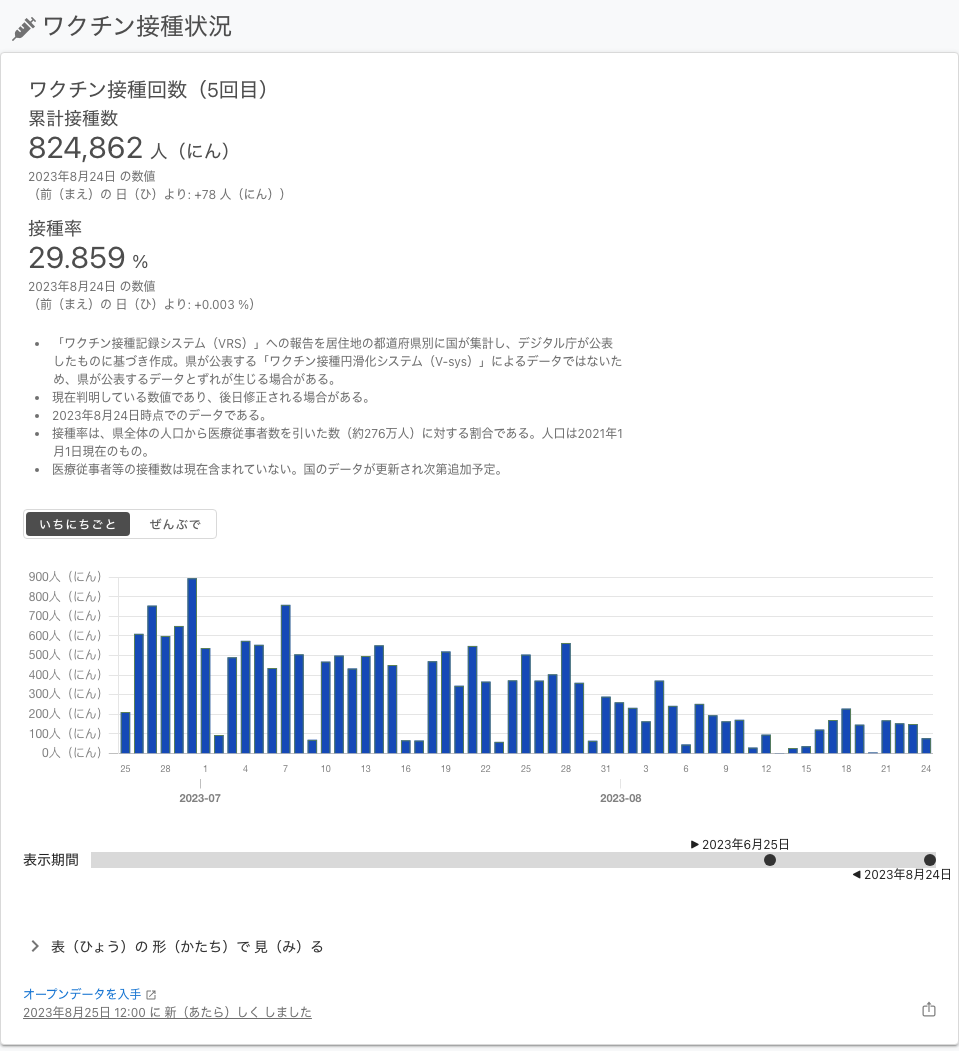 ワクチン接種状況
ワクチン接種回数（5回目）
累計接種数
824,862 人（にん）
2023年8月24日 の数値
（前（まえ）の 日（ひ）より: +78 人（にん））
接種率
29.859 %
2023年8月24日 の数値
（前（まえ）の 日（ひ）より: +0.003 %）
• 「ワクチン接種記録システム（VRS）」への報告を居住地の都道府県別に国が集計し、デジタル庁が公表
したものに基づき作成。県が公表する「ワクチン接種円滑化システム（V-sys）」によるデータではないた
め、県が公表するデータとずれが生じる場合がある。
• 現在判明している数値であり、後日修正される場合がある。
• 2023年8月24日時点でのデータである。
• 接種率は、県全体の人口から医療従事者数を引いた数（約276万人）に対する割合である。人口は2021年1
月1日現在のもの。
• 医療従事者等の接種数は現在含まれていない。国のデータが更新され次第追加予定。
いちにちごと ぜんぶで
900人（にん）
800人（にん）
700人（にん）
600人（にん）
500人（にん）
400人（にん）
300人（にん）
200人（にん）
100人（にん）
0人（にん）
25 28 1 4 7 10 13 16 19 22 25 28 31 3 6 9 12 15 18 21 24
2023-07 2023-08
2023年6月25日
表示期間
2023年8月24日
表（ひょう）の 形（かたち）で 見（み）る
オープンデータを入手
2023年8月25日 12:00 に 新（あたら）しく しました